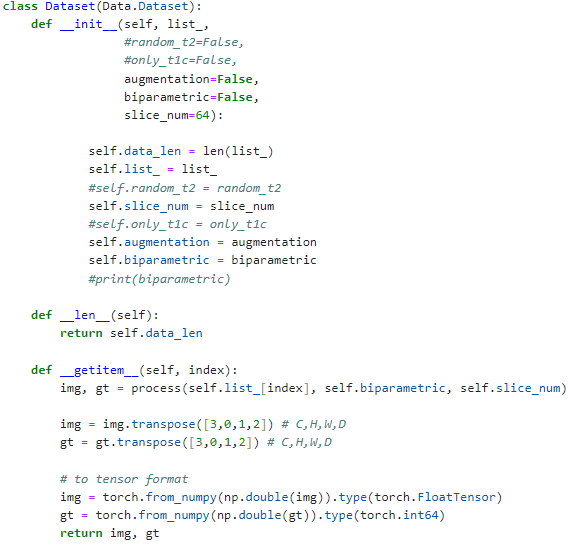 class Dataset(Data.Dataset):
    def __init__(self, list_,
                 #random_t2=False,
                 #only_t1c=False,
                 augmentation=False,
                 biparametric=False,
                 slice_num=64):

            self.data_len = len(list_)
            self.list_ = list_
            #self.random_t2 = random_t2
            self.slice_num = slice_num
            #self.only_t1c = only_t1c
            self.augmentation = augmentation
            self.biparametric = biparametric
            #print(biparametric)

    def __len__(self):
        return self.data_len

    def __getitem__(self, index):
        img, gt = process(self.list_[index], self.biparametric, self.slice_num)

        img = img.transpose([3,0,1,2]) # C,H,W,D
        gt = gt.transpose([3,0,1,2]) # C,H,W,D

        # to tensor format
        img = torch.from_numpy(np.double(img)).type(torch.FloatTensor)
        gt = torch.from_numpy(np.double(gt)).type(torch.int64)
        return img, gt